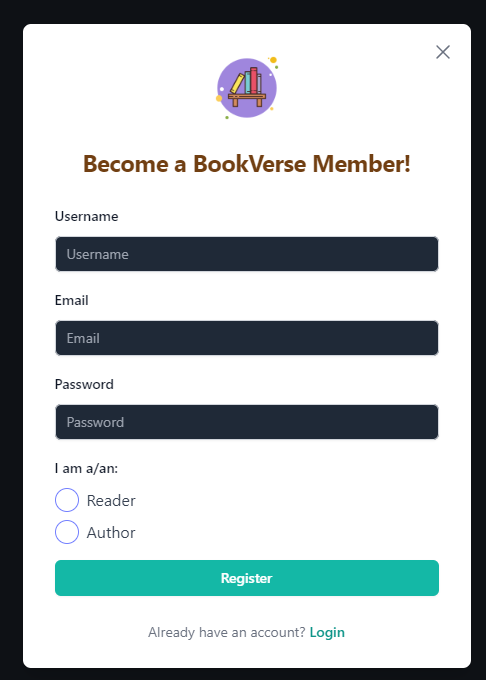 Become a BookVerse Member!
Username
Username
Email
Email
Password
Password
I am a/an:
Reader
Author
Register
Already have an account? Login